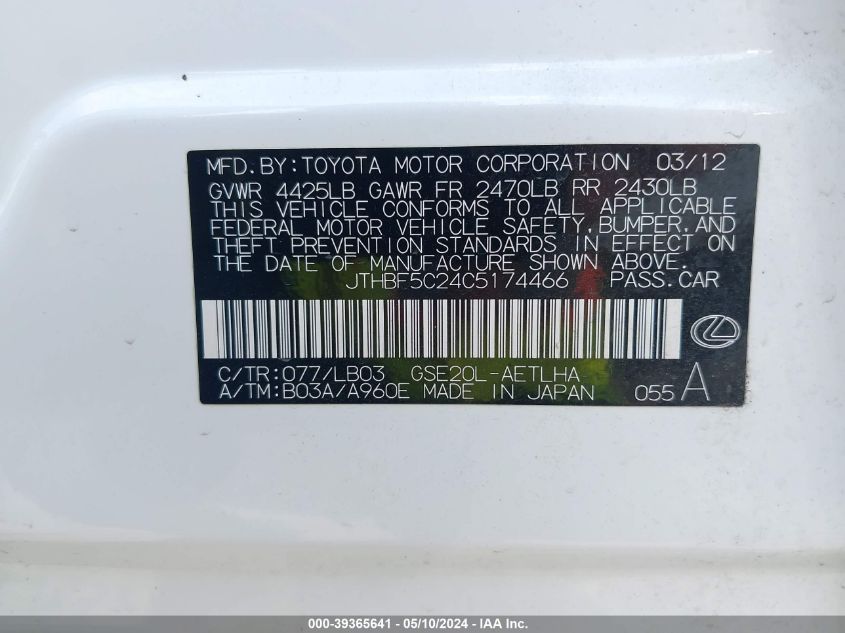 MFD.BY:TOYOTA MOTOR CORPORATION 03/12
GVWR 4425LB GAWR FR 2470LB RR 2430LB
THIS VEHICLE CONFORMS TO ALL APPLICABLE
FEDERAL MOTOR VEHICLE SAFETY,BUMPER,AND
THEFT PREVENTION STANDARDS IN EFFECT ON
THE DATE OF MANUFACTURE SHOWN ABOVE.
JTHBF5C24C5174466 PASS.CAR
C/TR:077/LB03 GSE20L-AETLHA
A/TM:B03A/A960E MADE IN JAPAN 055 A
000-39365641 / 05/10/2024 - IAA Inc.